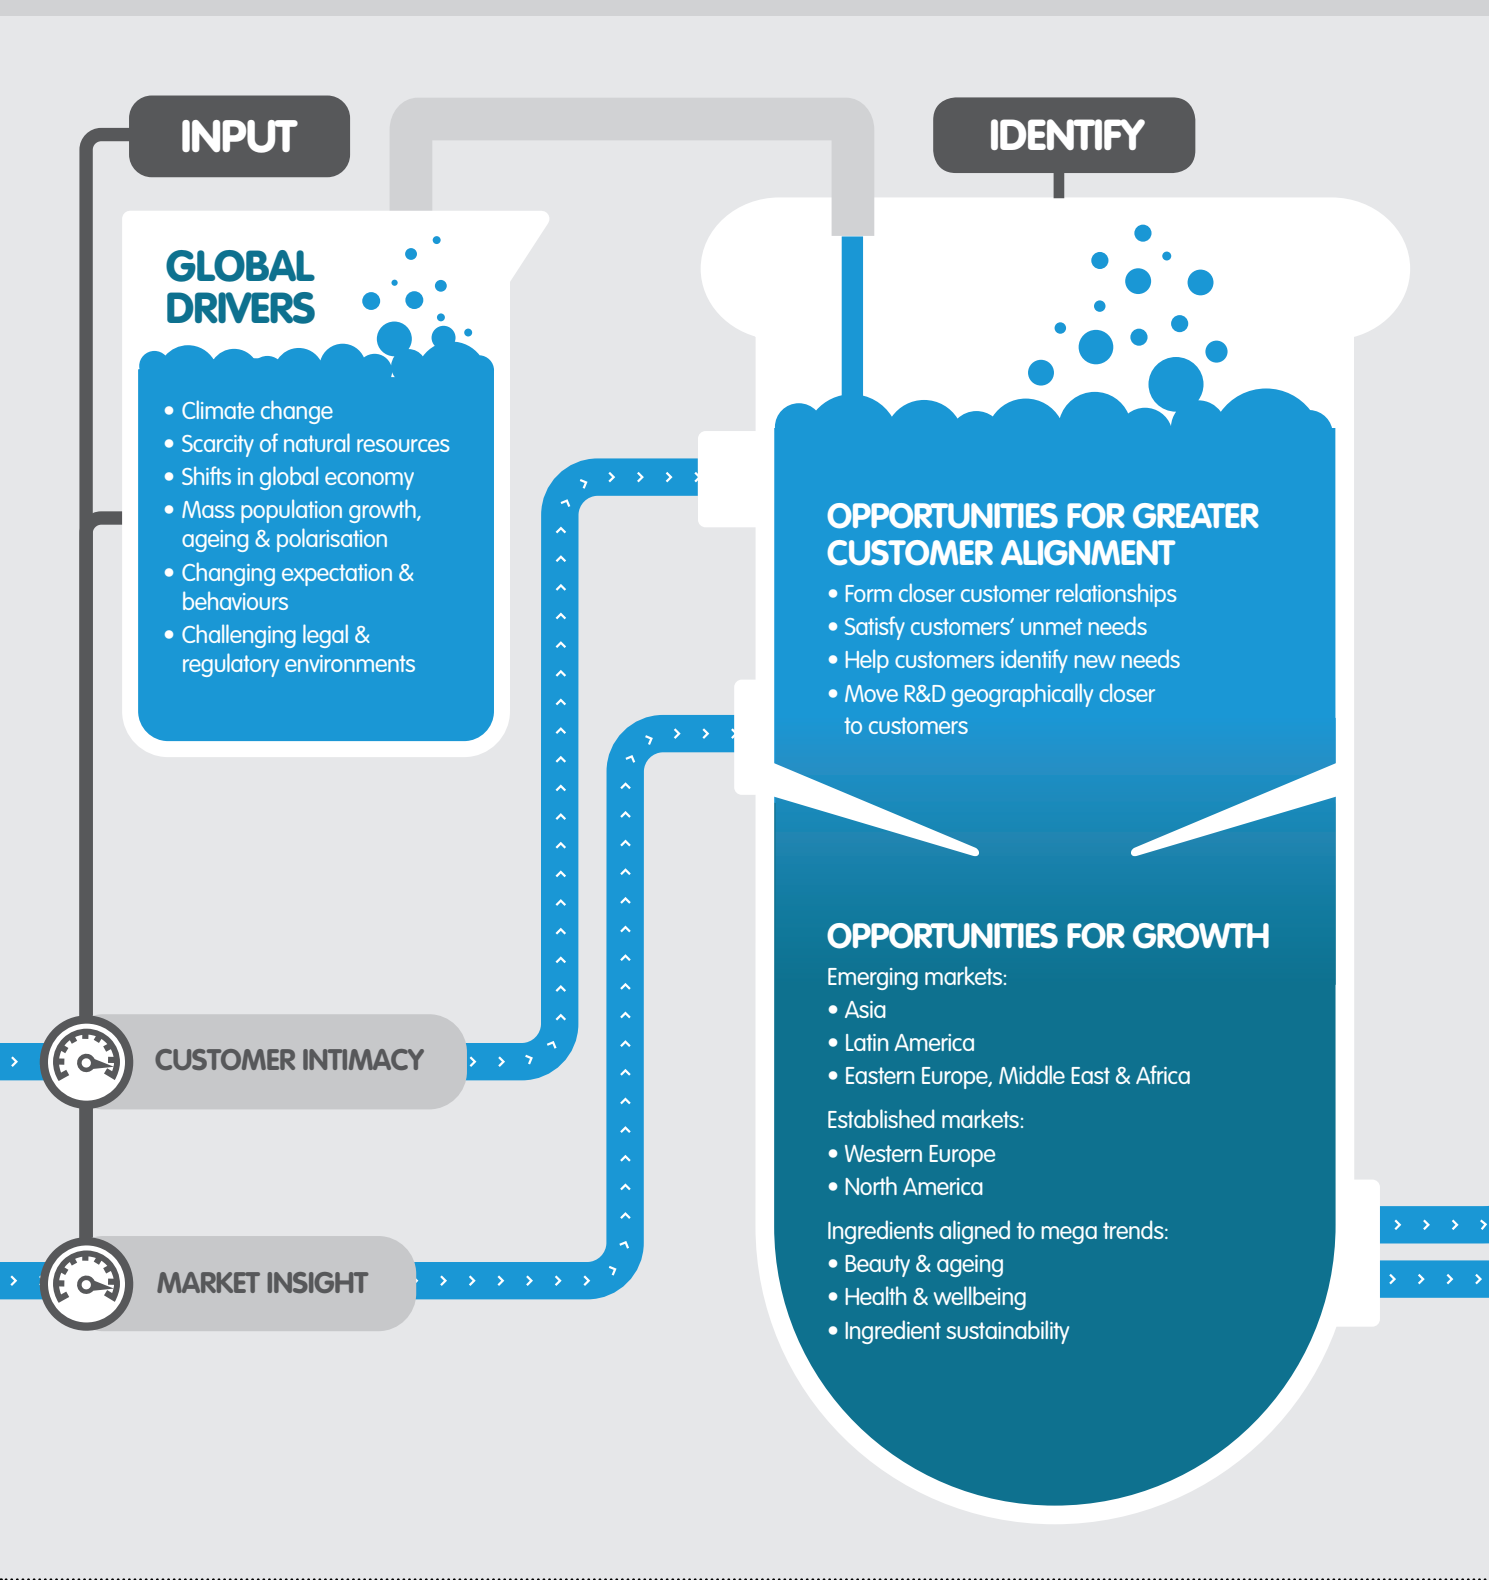 INPUT
GLOBAL
DRIVERS
• Climate change
• Scarcity of natural resources
• Shifts in global economy
• Mass population growth,
ageing & polarisation
• Changing expectation &
behaviours
• Challenging legal &
regulatory environments
CUSTOMER INTIMACY
MARKET INSIGHT
IDENTIFY
OPPORTUNITIES FOR GREATER
CUSTOMER ALIGNMENT
• Form closer customer relationships
• Satisfy customers’ unmet needs
• Help customers identify new needs
• Move R&D geographically closer
to customers
OPPORTUNITIES FOR GROWTH
Emerging markets:
• Asia
• Latin America
• Eastern Europe, Middle East & Africa
Established markets:
• Western Europe
• North America
Ingredients aligned to mega trends:
• Beauty & ageing
• Health & wellbeing
• Ingredient sustainability